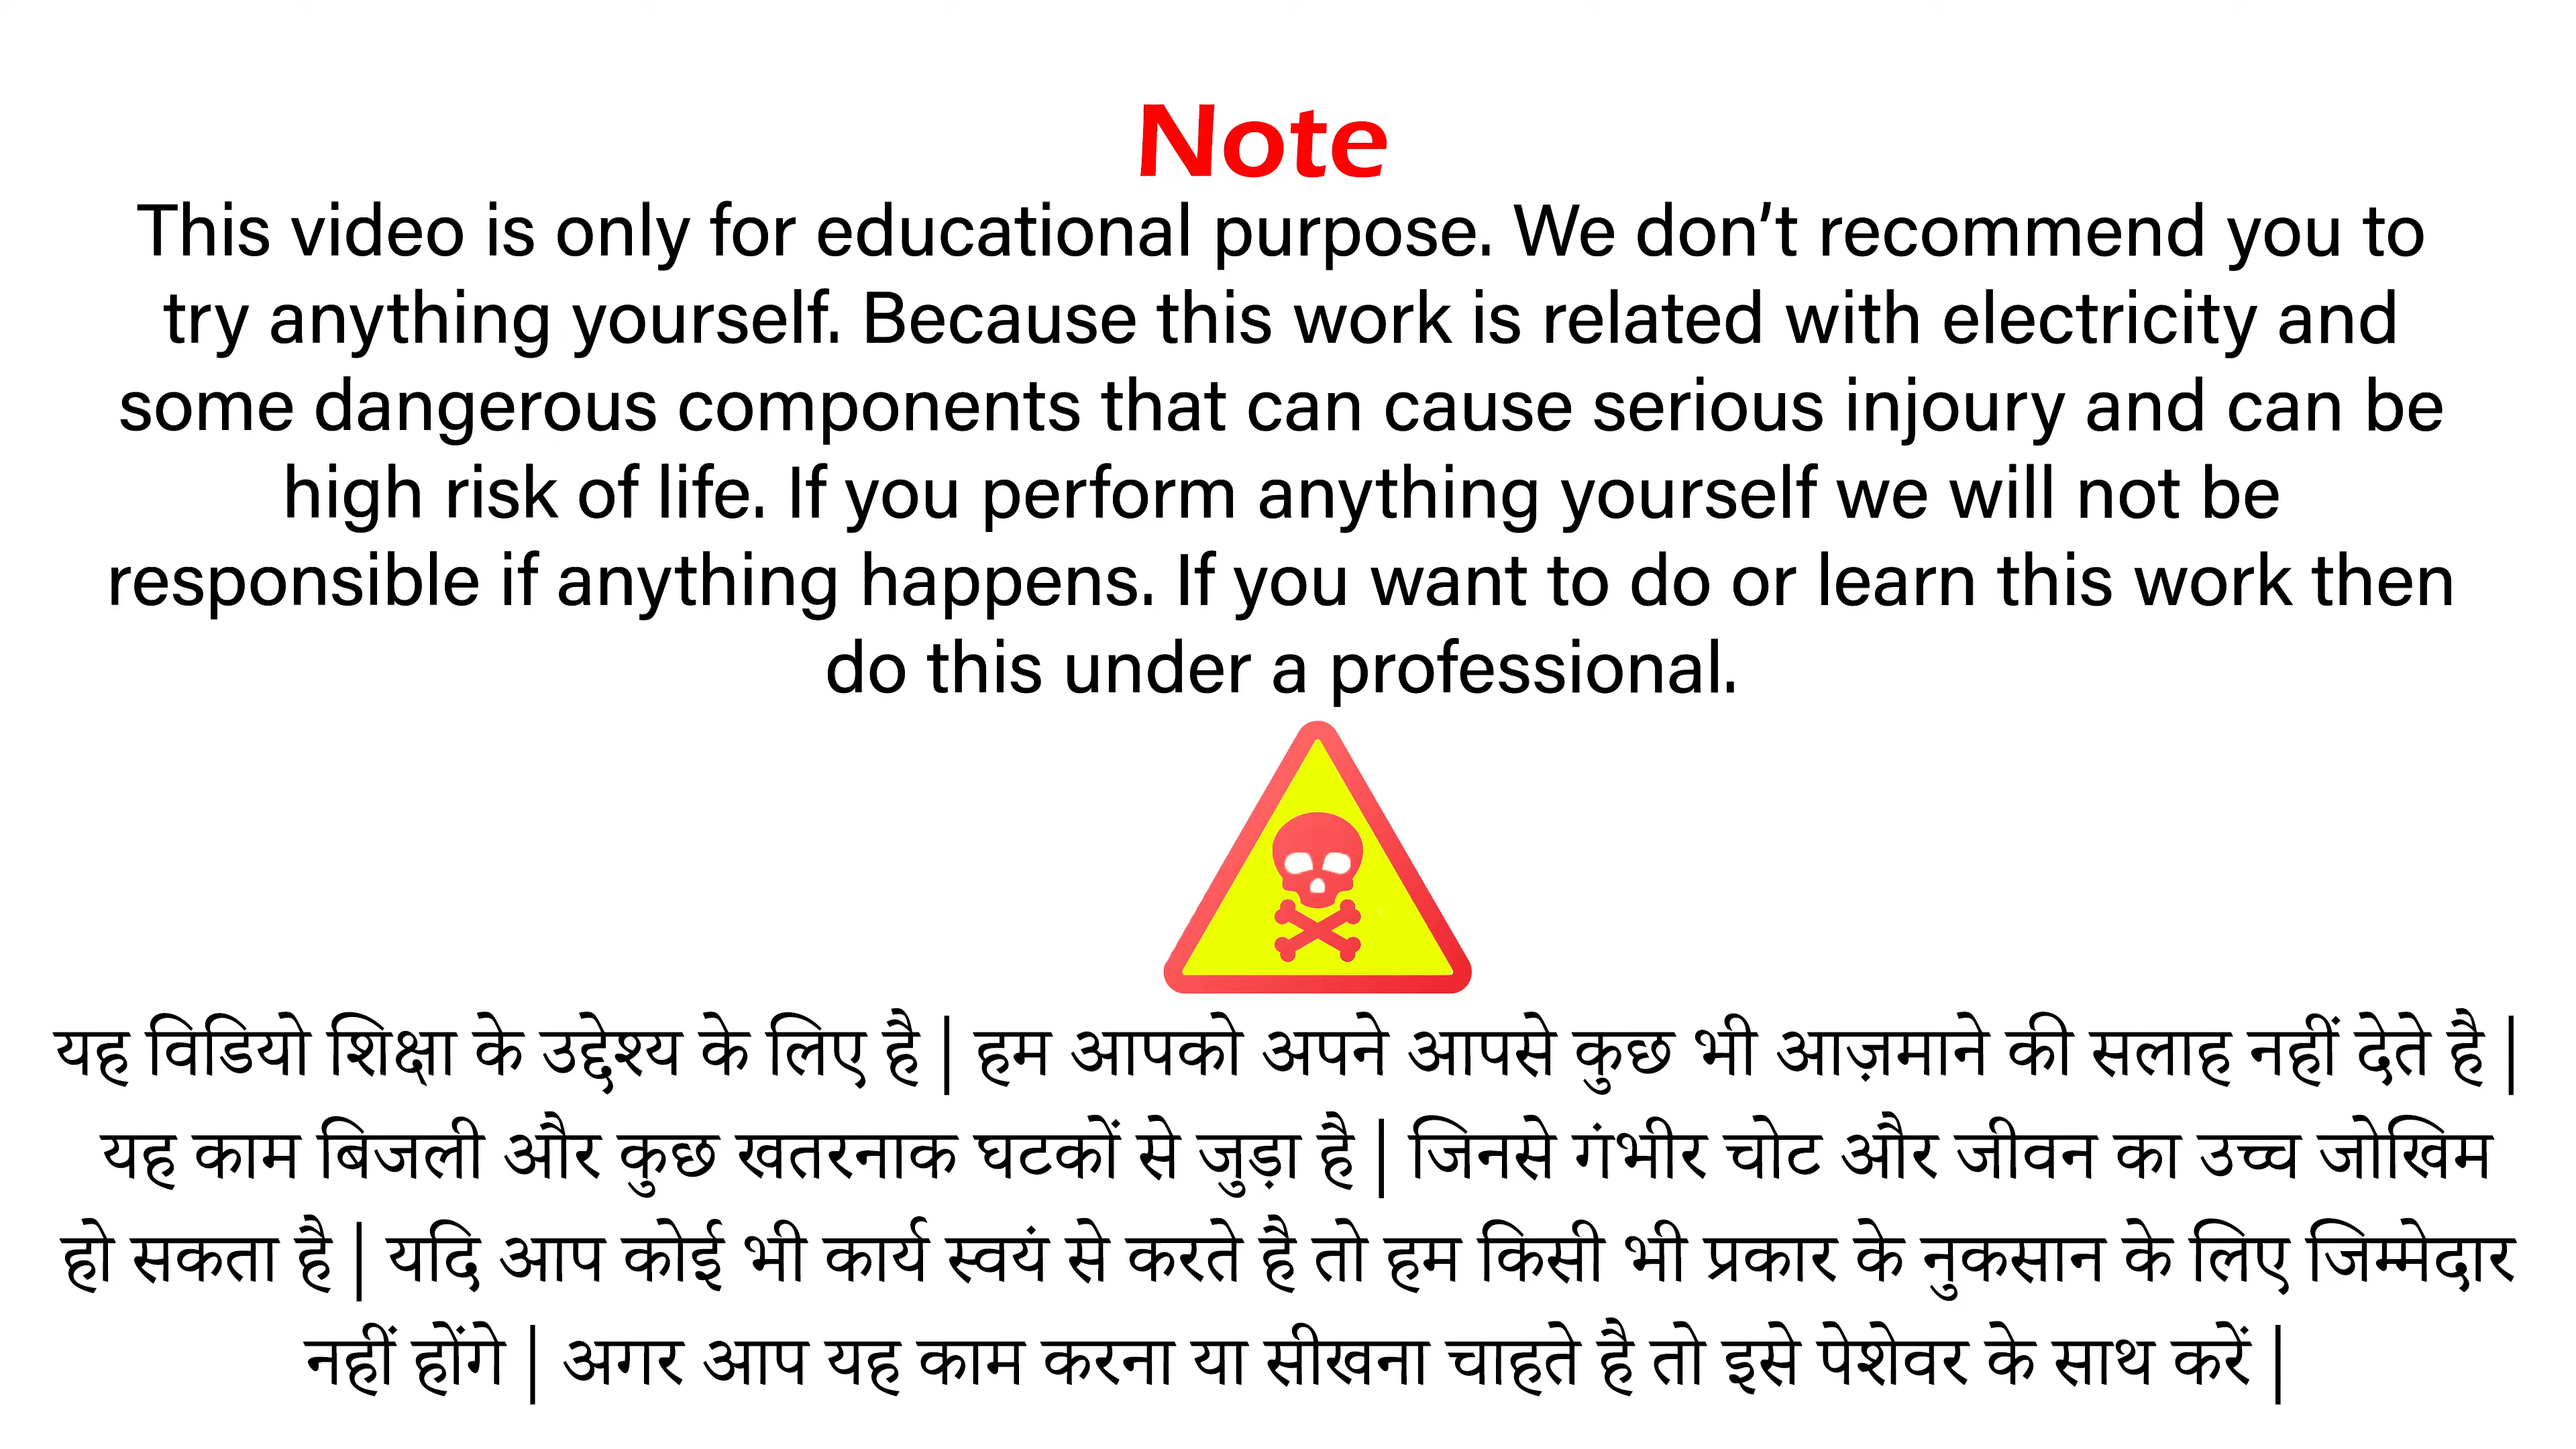 Note
This video is only for educational purpose. We don’t recommend you to
try anything yourself. Because this work is related with electricity and
some dangerous components that can cause serious injoury and can be
high risk of life. If you perform anything yourself we will not be
responsible if anything happens. If you want to do or learn this work then
do this under a professional.
यह विडियो शिक्षा के उद्देश्य के लिए है | हम आपको अपने आपसे कुछ भी आज़माने की सलाह नहीं देते है |
यह काम बिजली और कुछ खतरनाक घटकों से जुड़ा है | जिनसे गंभीर चोट और जीवन का उच्च जोखिम
हो सकता है | यदि आप कोई भी कार्य स्वयं से करते है तो हम किसी भी प्रकार के नुकसान के लिए जिम्मेदार
नहीं होंगे | अगर आप यह काम करना या सीखना चाहते है तो इसे पेशेवर के साथ करें |